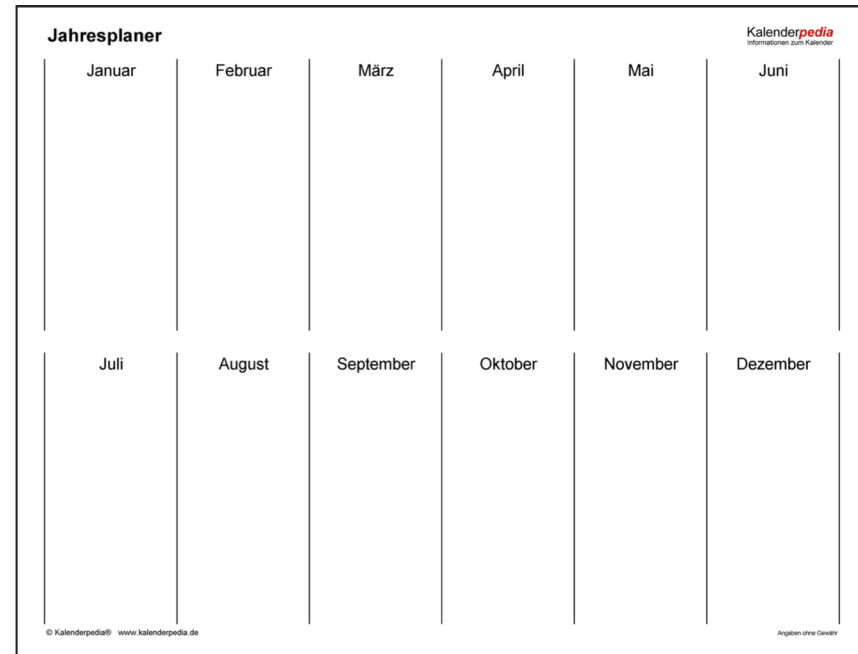 Jahresplaner
Kalenderpedia
Informationen zum Kalender
Januar Februar März April Mai Juni
Juli August September Oktober November Dezember
© Kalenderpedia® www.kalenderpedia.de
Angaben ohne Gewähr